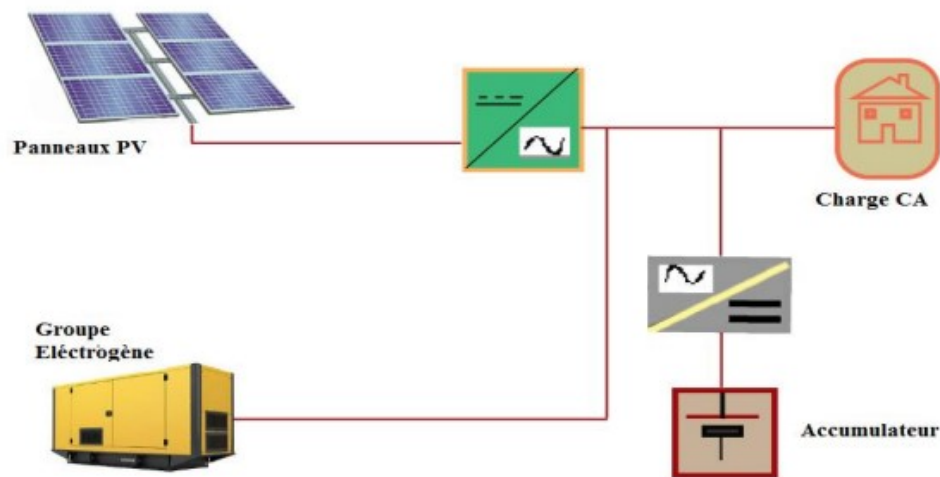 Panneaux PV
Charge CA
Groupe
Eléctrogène
Accumulateur